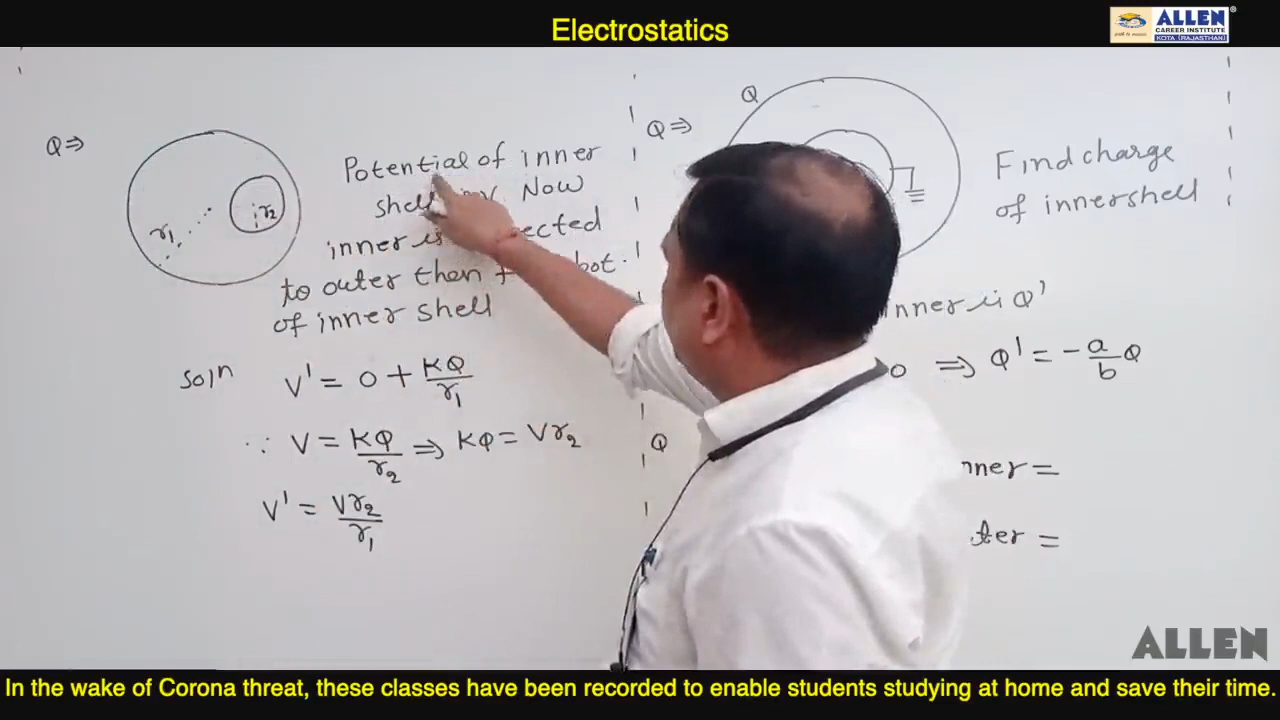 Electrostatics
ALLEN
CAREER INSTITUTE
KOTA (RAJASTHAN)
Q⇒
r₁
r₂
Potential of inner
Now
inner is
to outer then
of inner shell
Soln
V' = 0 + KQ/r₁
∵ V = KQ/r₂ ⇒ KQ = Vr₂
V' = Vr₂/r₁
Q⇒
Q
Find charge
of inner shell
inner is Q'
0 ⇒ Q' = -a/b Q
Q
=
=
ALLEN
In the wake of Corona threat, these classes have been recorded to enable students studying at home and save their time.